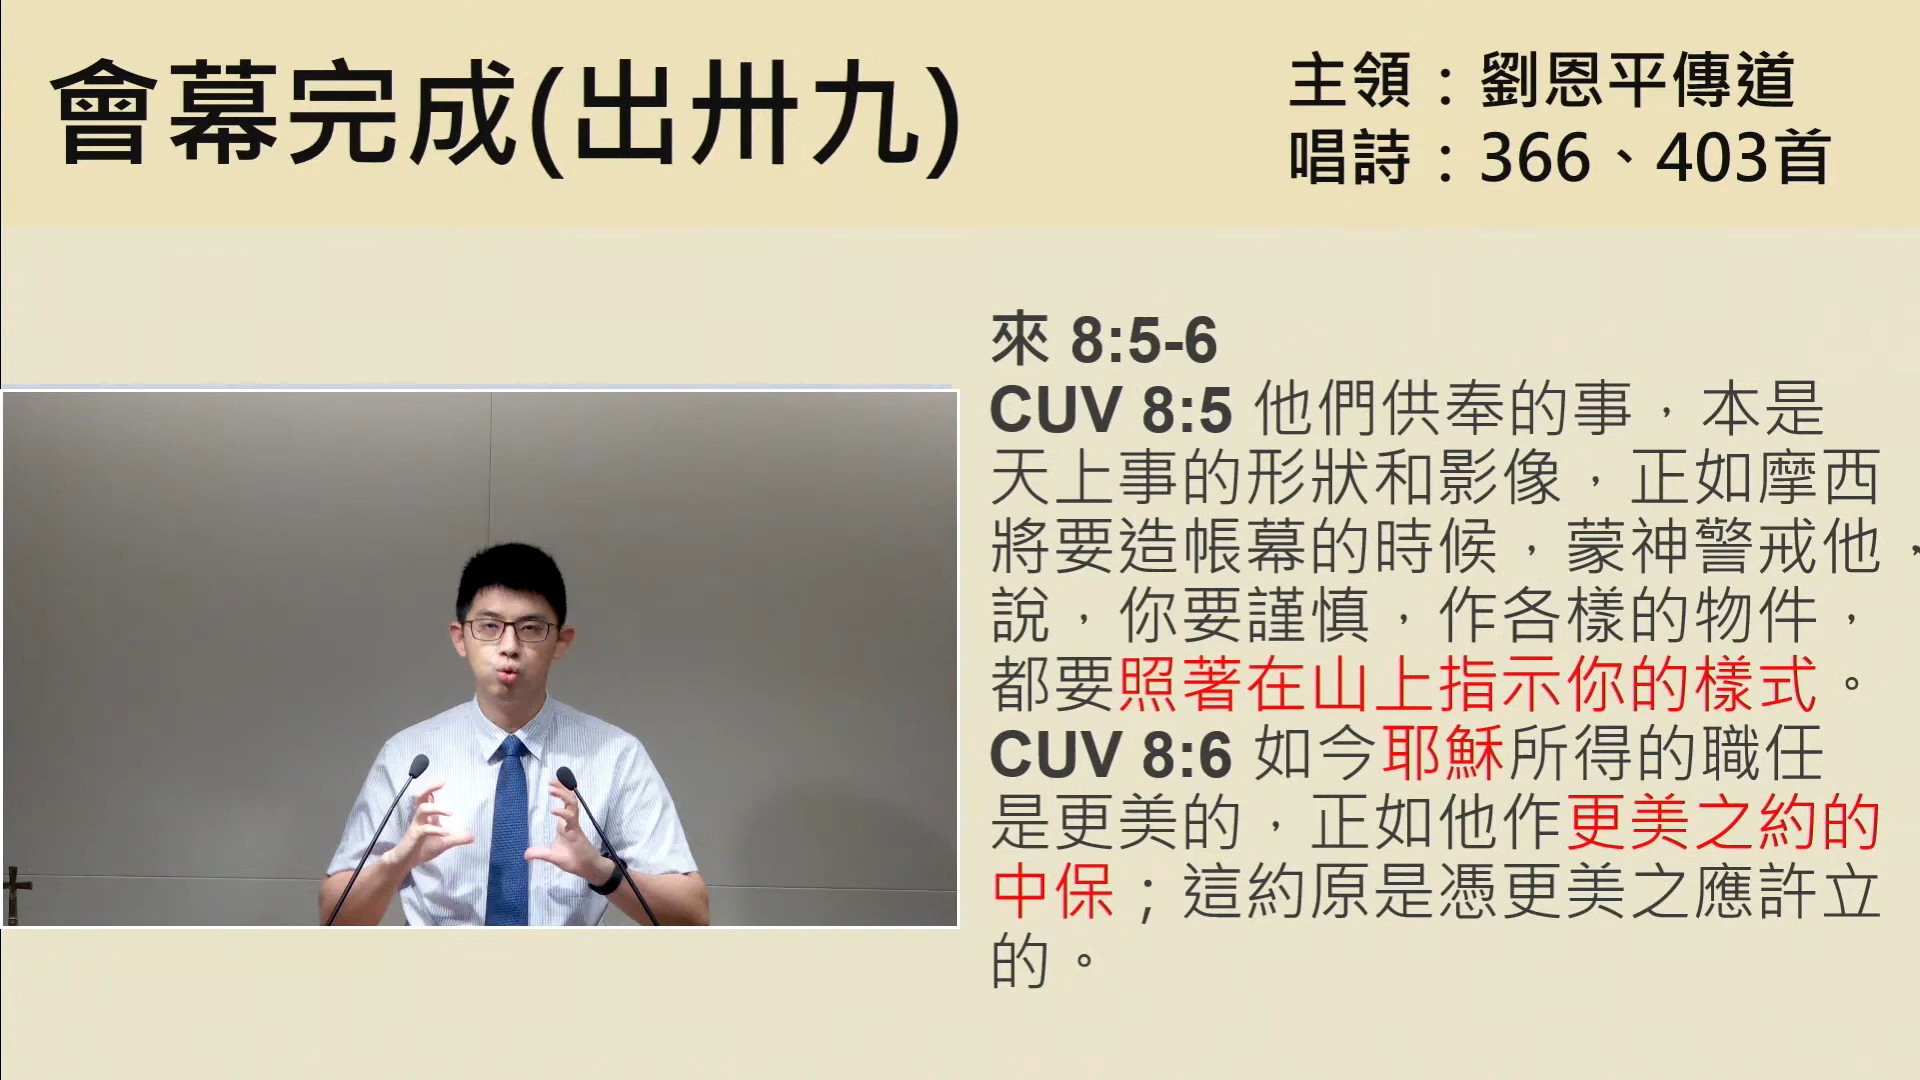 會幕完成(出卅九)
主領：劉恩平傳道
唱詩：366、403首
來 8:5-6
CUV 8:5 他們供奉的事，本是
天上事的形狀和影像，正如摩西
將要造帳幕的時候，蒙神警戒他、
說，你要謹慎，作各樣的物件，
都要照著在山上指示你的樣式。
CUV 8:6 如今耶穌所得的職任
是更美的，正如他作更美之約的
中保；這約原是憑更美之應許立
的。